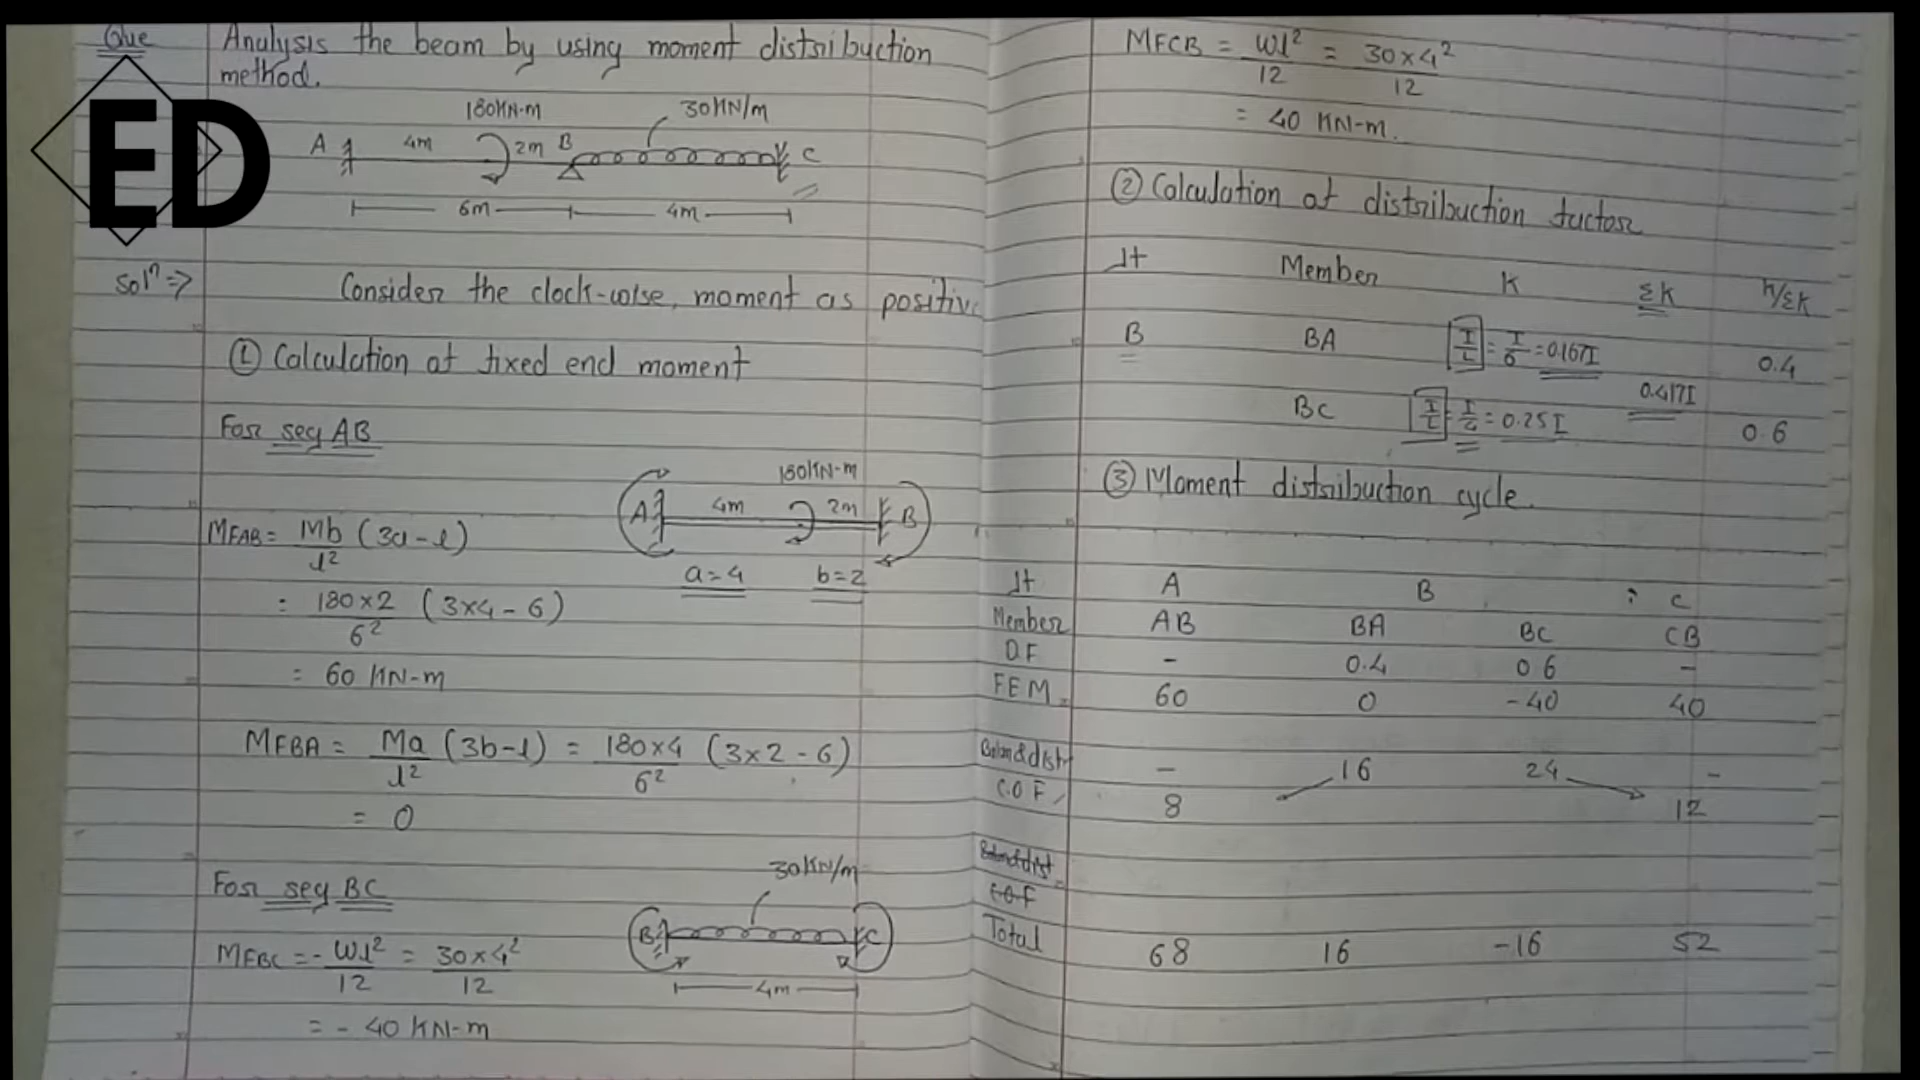 Que Analysis the beam by using moment distribuction
method.
ED
180KN-m 30KN/m
A 4m 2m B C
6m 4m
Soln => Consider the clock-wise, moment as positive
① Calculation of fixed end moment
For seg AB
180KN-m
A 4m 2m B
a=4 b=2
MFAB = Mb/l² (3a-l)
= 180×2/6² (3×4-6)
= 60 KN-m
MFBA = Ma/l² (3b-l) = 180×4/6² (3×2-6)
= 0
For seg BC
30KN/m
B C
4m
MFBC = -Wl²/12 = 30×4²/12
= - 40 KN-m
MFCB = Wl²/12 = 30×4²/12
= 40 KN-m.
② Calculation of distribuction factor
Jt Member K ΣK K/ΣK
B BA I/L = I/6 = 0.167I 0.4
0.417I
BC I/L = I/4 = 0.25I 0.6
③ Moment distribuction cycle.
Jt A B C
Member AB BA BC CB
D.F - 0.4 0.6 -
FEM 60 0 -40 40
Balan & distr - 16 24 -
C.O.F 8 12
C.O.F
Total 68 16 -16 52